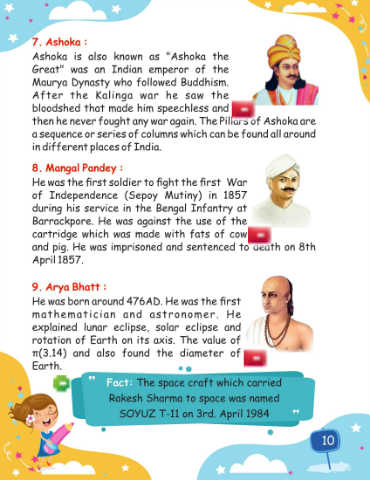 7. Ashoka :
Ashoka is also known as "Ashoka the
Great" was an Indian emperor of the
Maurya Dynasty who followed Buddhism.
After the Kalinga war he saw the
bloodshed that made him speechless and
then he never fought any war again. The Pillars of Ashoka are
a sequence or series of columns which can be found all around
in different places of India.
8. Mangal Pandey :
He was the first soldier to fight the first War
of Independence (Sepoy Mutiny) in 1857
during his service in the Bengal Infantry at
Barrackpore. He was against the use of the
cartridge which was made with fats of cow
and pig. He was imprisoned and sentenced to death on 8th
April 1857.
9. Arya Bhatt :
He was born around 476AD. He was the first
mathematician and astronomer. He
explained lunar eclipse, solar eclipse and
rotation of Earth on its axis. The value of
π(3.14) and also found the diameter of
Earth.
" Fact: The space craft which carried
Rakesh Sharma to space was named
SOYUZ T-11 on 3rd. April 1984 "
10